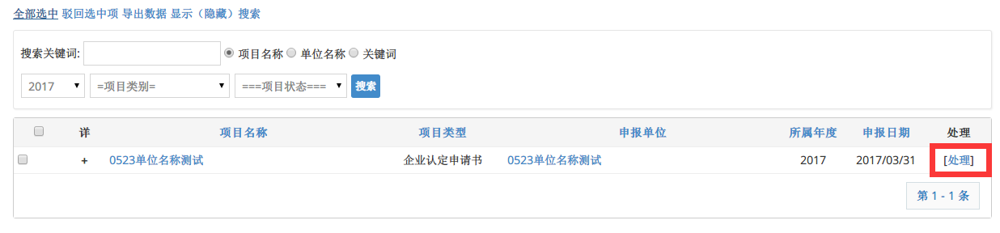 全部选中 驳回选中项 导出数据 显示（隐藏）搜索
搜索关键词: 项目名称 单位名称 关键词
2017 =项目类别= ===项目状态=== 搜索
详 项目名称 项目类型 申报单位 所属年度 申报日期 处理
+ 0523单位名称测试 企业认定申请书 0523单位名称测试 2017 2017/03/31 [处理]
第 1 - 1 条